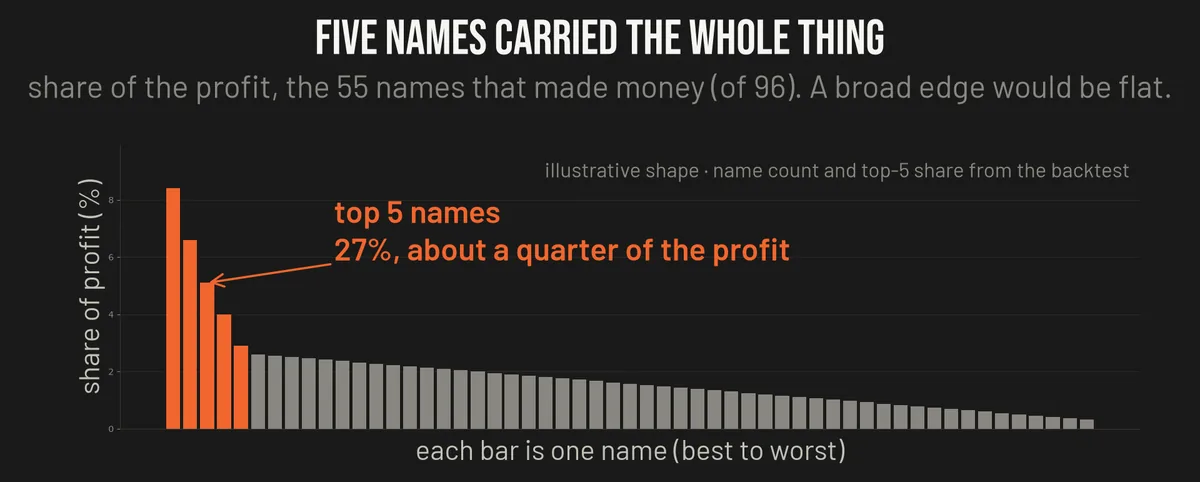 FIVE NAMES CARRIED THE WHOLE THING
share of the profit, the 55 names that made money (of 96). A broad edge would be flat.
illustrative shape · name count and top-5 share from the backtest
top 5 names
27%, about a quarter of the profit
share of profit (%)
8
6
4
2
0
each bar is one name (best to worst)